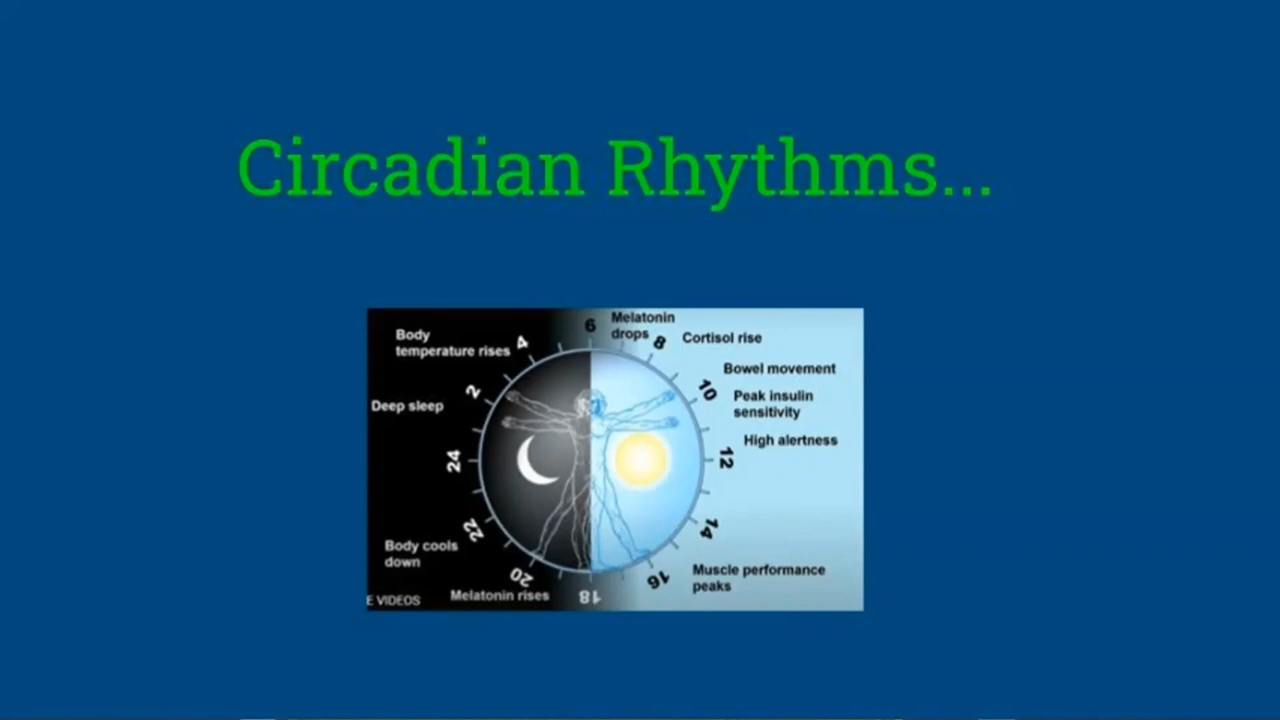 Circadian Rhythms...
6
Melatonin
drops
8
Cortisol rise
Body
temperature rises
4
Bowel movement
2
10
Peak insulin
sensitivity
Deep sleep
High alertness
24
12
22
14
Body cools
down
20
16
Muscle performance
peaks
Melatonin rises
18
E VIDEOS